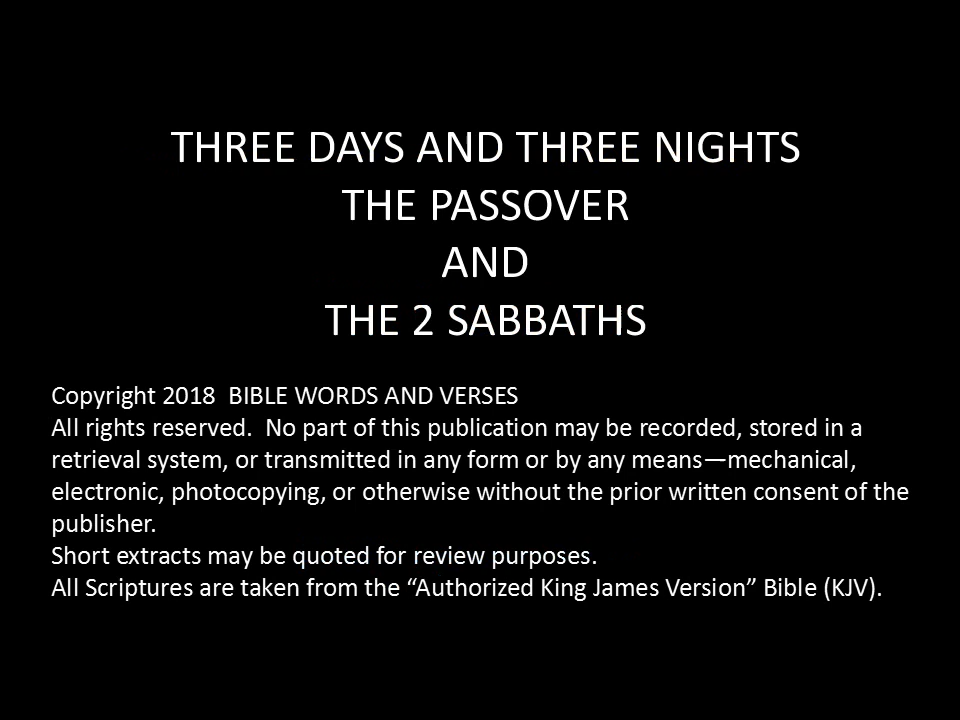 THREE DAYS AND THREE NIGHTS
THE PASSOVER
AND
THE 2 SABBATHS
Copyright 2018  BIBLE WORDS AND VERSES
All rights reserved.  No part of this publication may be recorded, stored in a
retrieval system, or transmitted in any form or by any means—mechanical,
electronic, photocopying, or otherwise without the prior written consent of the
publisher.
Short extracts may be quoted for review purposes.
All Scriptures are taken from the “Authorized King James Version” Bible (KJV).